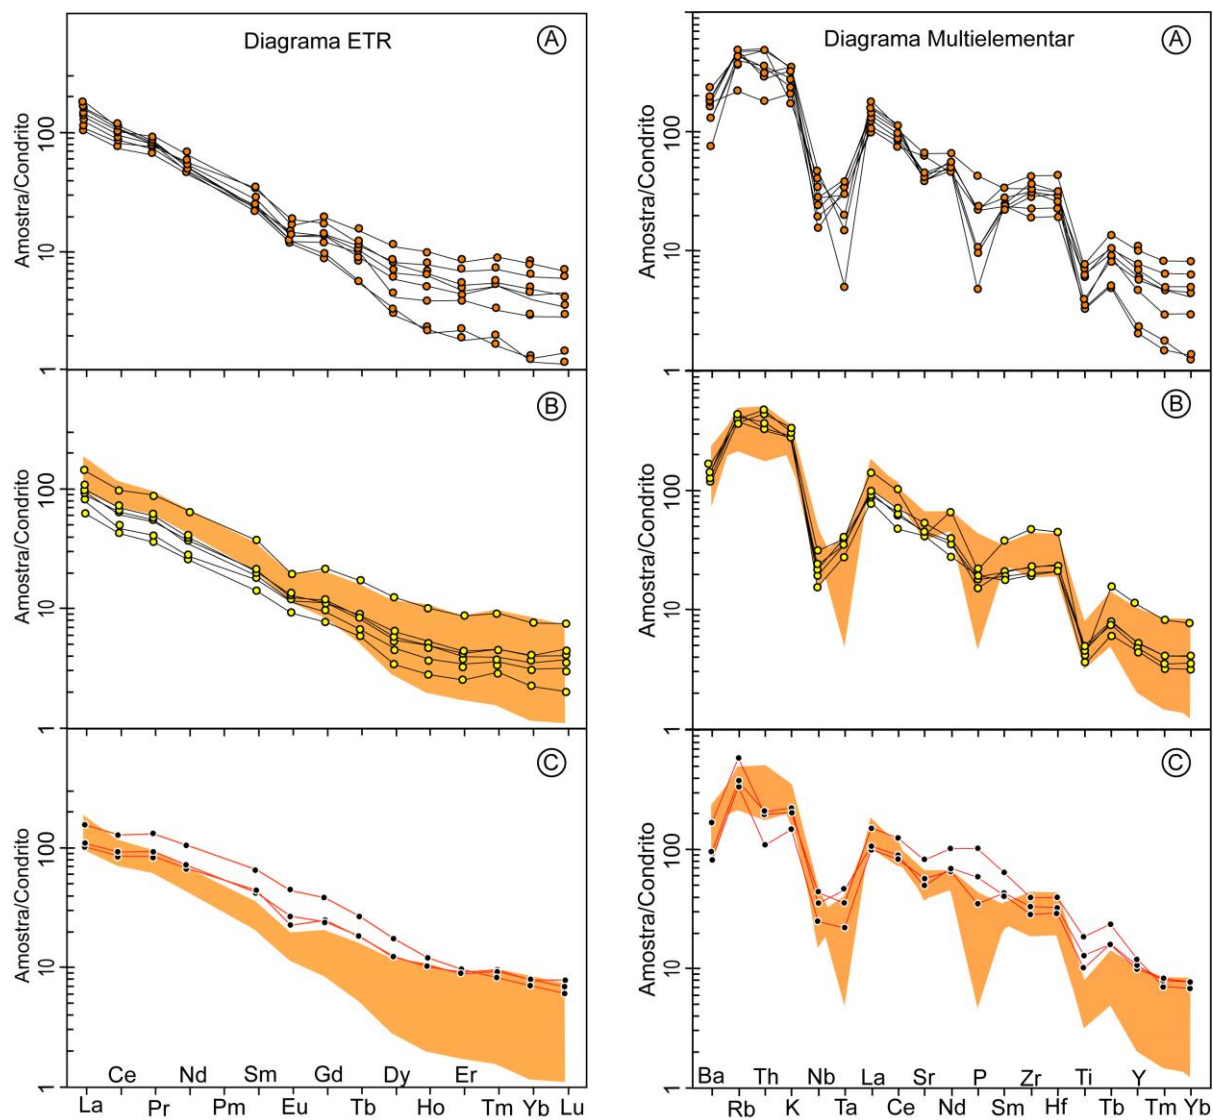 Diagrama ETR
A
Amostra/Condrito
100
10
1
B
Amostra/Condrito
100
10
1
C
Amostra/Condrito
100
10
1
Ce Nd Sm Gd Dy Er
La Pr Pm Eu Tb Ho Tm Yb Lu
Diagrama Multielementar
A
Amostra/Condrito
100
10
1
B
Amostra/Condrito
100
10
1
C
Amostra/Condrito
100
10
1
Ba Th Nb La Sr P Zr Ti Y
Rb K Ta Ce Nd Sm Hf Tb Tm Yb